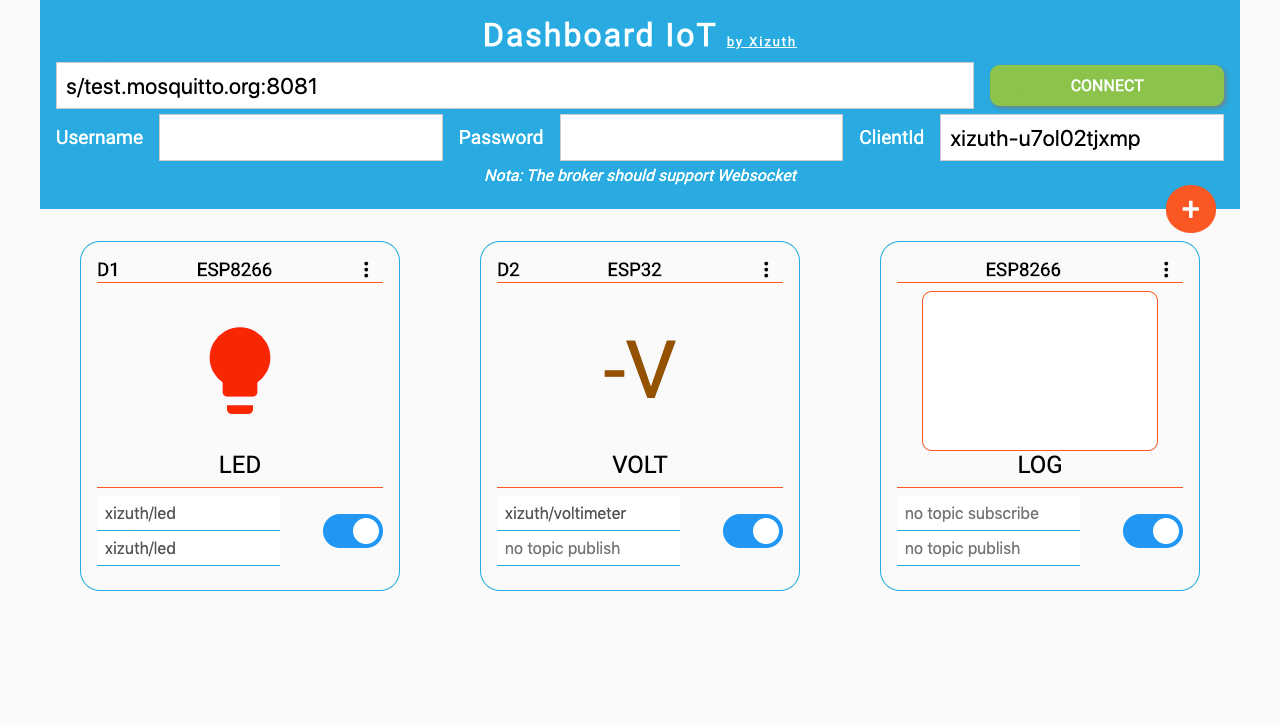 Dashboard IoT by Xizuth
s/test.mosquitto.org:8081 CONNECT
Username Password ClientId xizuth-u7ol02tjxmp
Nota: The broker should support Websocket
+
D1 ESP8266
LED
xizuth/led
xizuth/led
D2 ESP32
-V
VOLT
xizuth/voltimeter
no topic publish
ESP8266
LOG
no topic subscribe
no topic publish